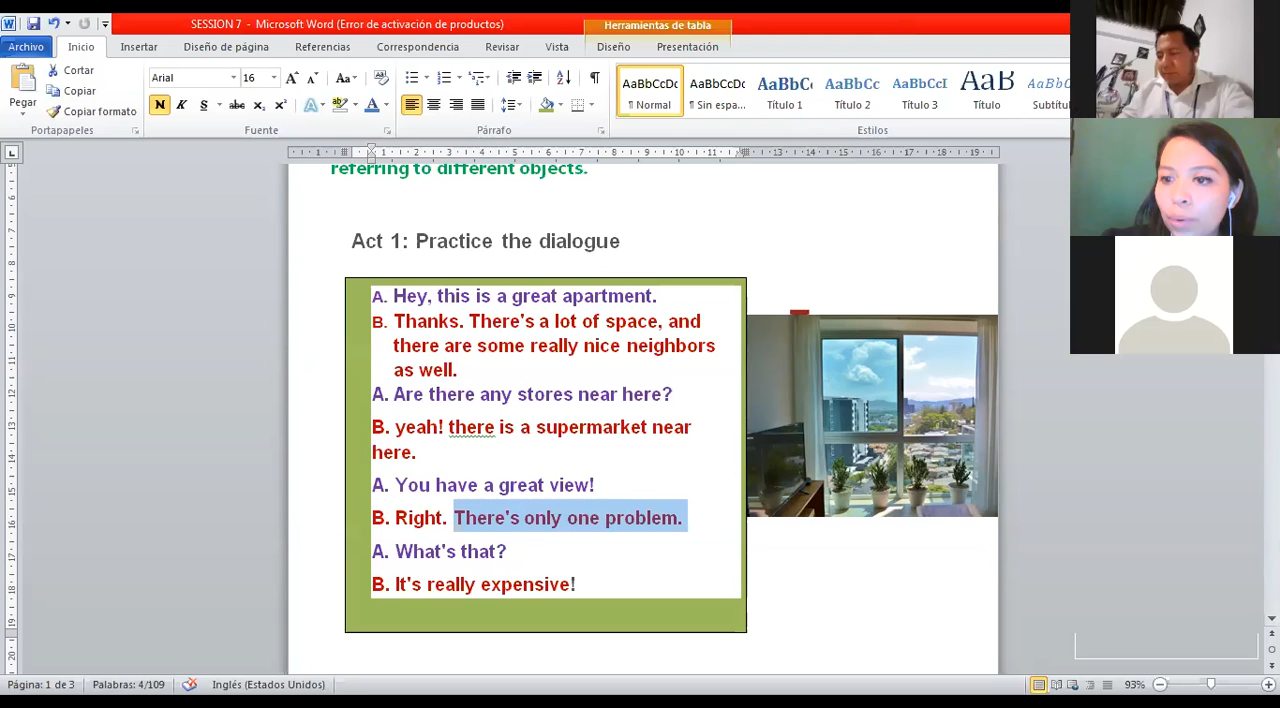 SESSION 7 - Microsoft Word (Error de activación de productos)
Herramientas de tabla
Archivo Inicio Insertar Diseño de página Referencias Correspondencia Revisar Vista Diseño Presentación
Cortar
Copiar
Copiar formato
Pegar
Portapapeles
Arial 16
Fuente
Párrafo
AaBbCcDc AaBbCcDc AaBbC AaBbCc AaBbCcI AaB AaBbCc
¶ Normal ¶ Sin espa... Título 1 Título 2 Título 3 Título Subtítu
Estilos
referring to different objects.
Act 1: Practice the dialogue
A. Hey, this is a great apartment.
B. Thanks. There's a lot of space, and
there are some really nice neighbors
as well.
A. Are there any stores near here?
B. yeah! there is a supermarket near
here.
A. You have a great view!
B. Right. There's only one problem.
A. What's that?
B. It's really expensive!
Página: 1 de 3 Palabras: 4/109 Inglés (Estados Unidos) 93%